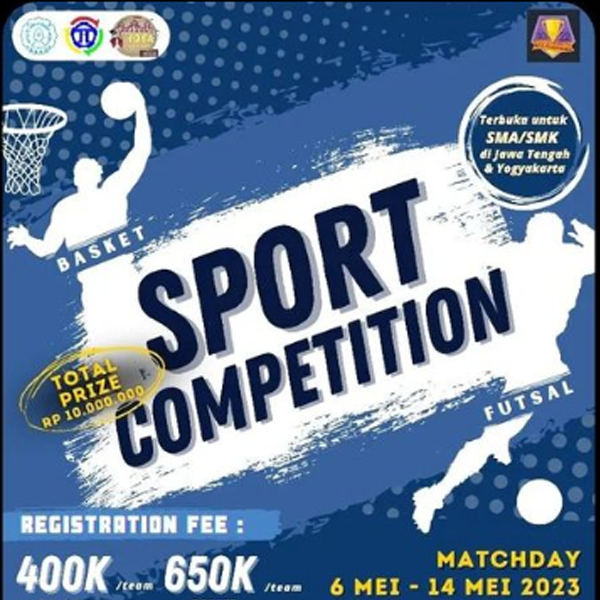 Terbuka untuk
SMA/SMK
di Jawa Tengah
& Yogyakarta
BASKET
SPORT
COMPETITION
TOTAL
PRIZE
RP 10.000.000
FUTSAL
REGISTRATION FEE :
400K /team 650K /team
MATCHDAY
6 MEI - 14 MEI 2023